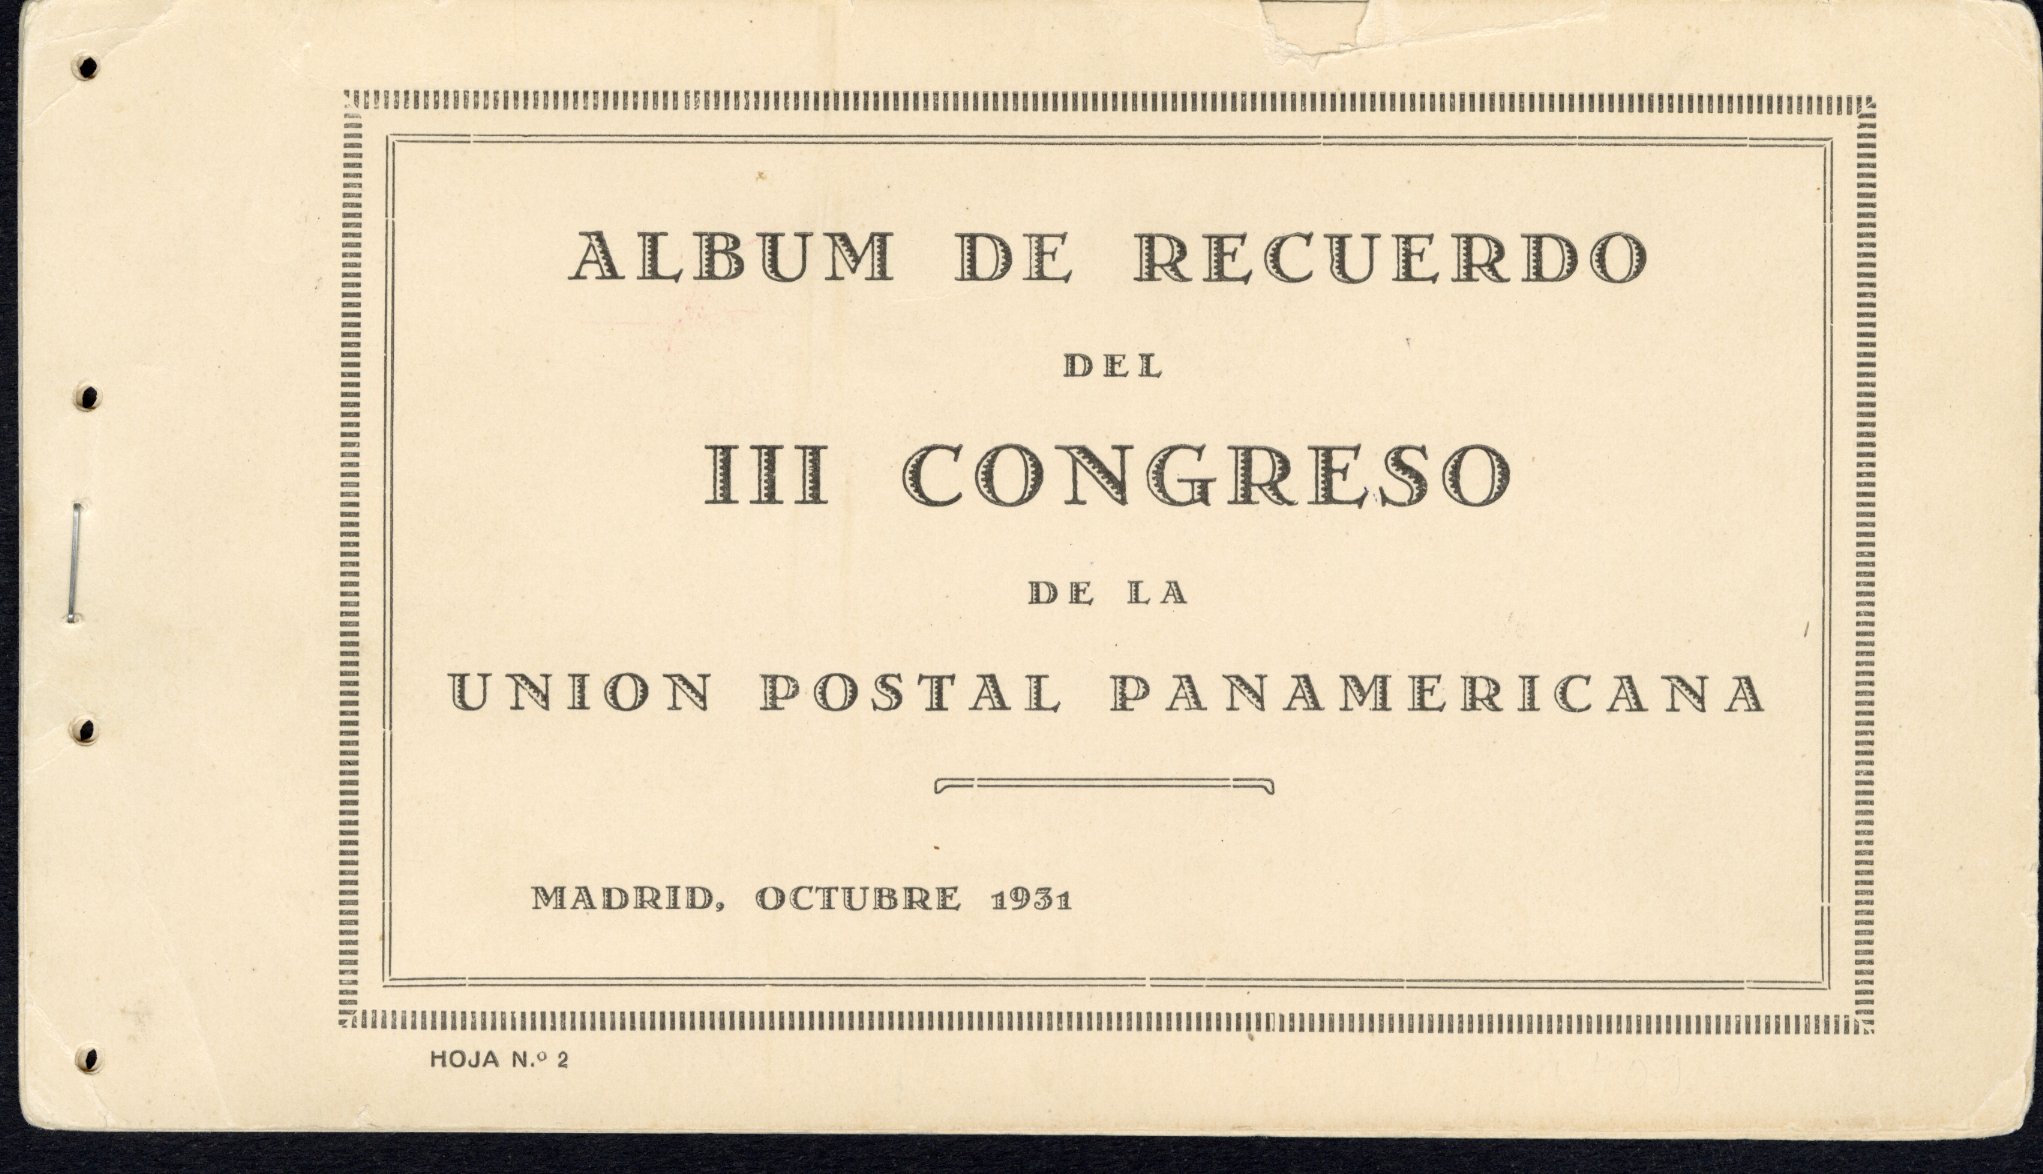 ALBUM DE RECUERDO
DEL
III CONGRESO
DE LA
UNION POSTAL PANAMERICANA
MADRID, OCTUBRE 1931
HOJA N.º 2